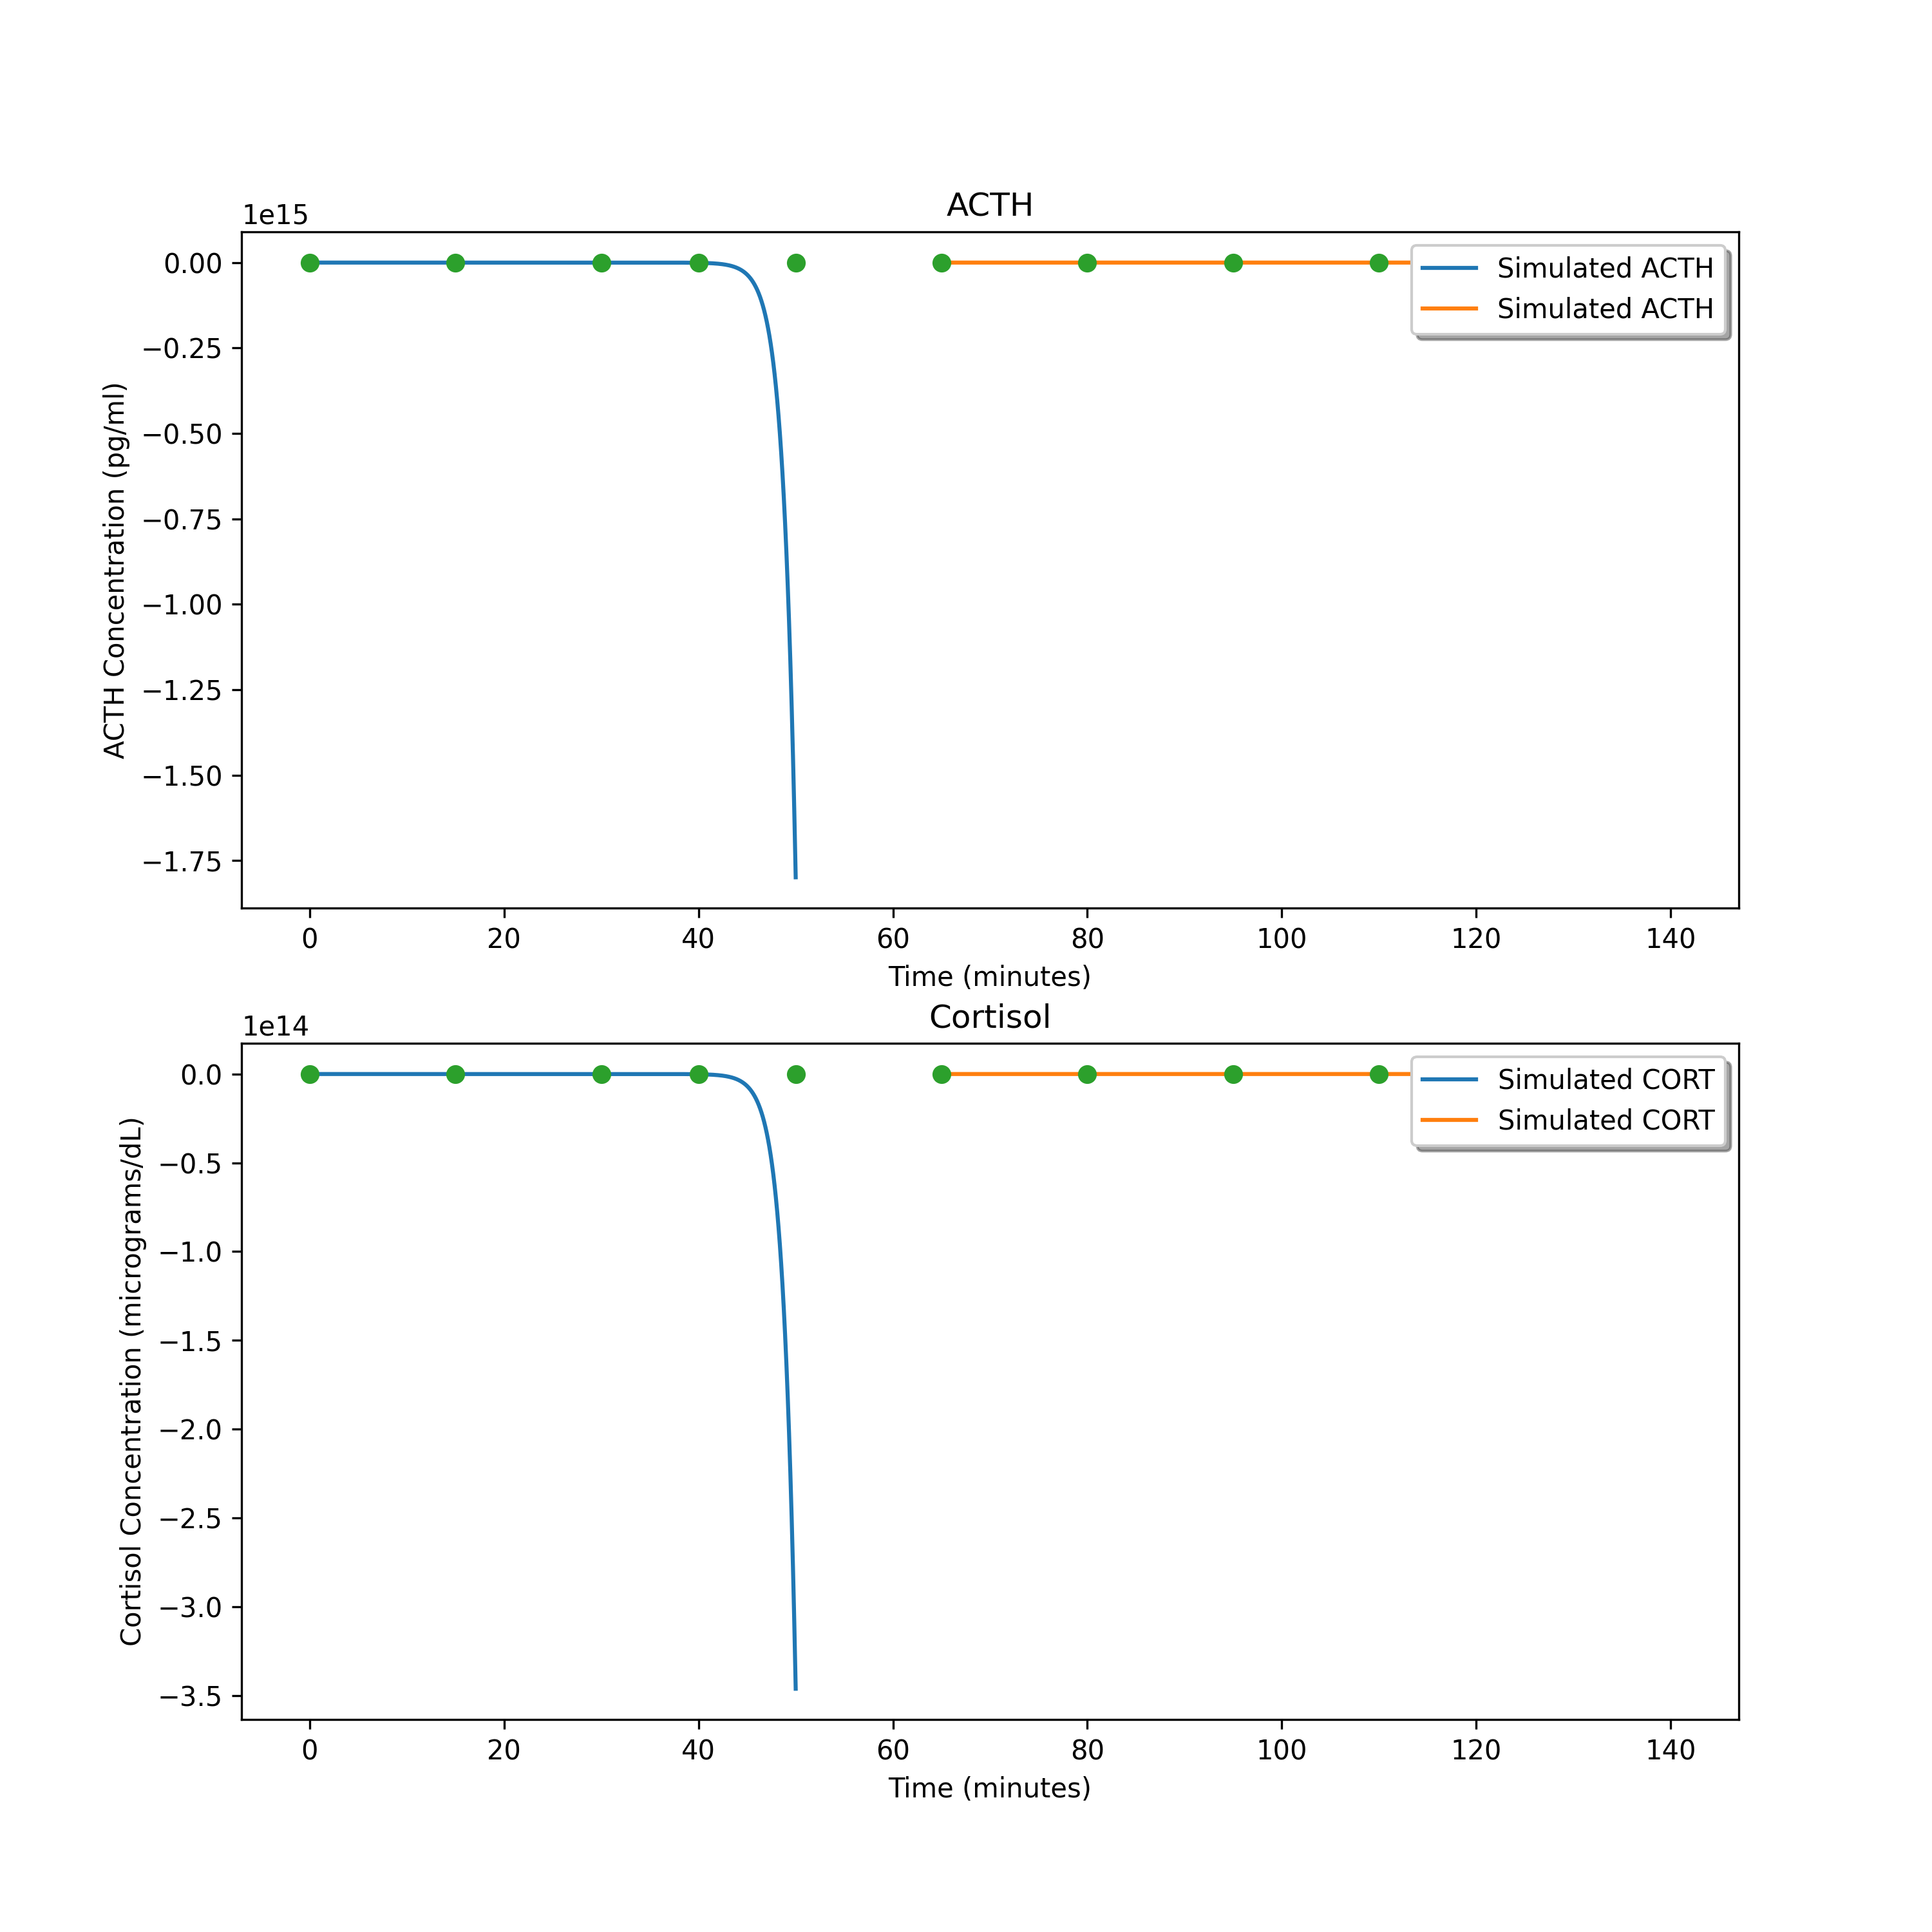 ACTH
1e15
Simulated ACTH
Simulated ACTH
0.00
−0.25
−0.50
−0.75
−1.00
−1.25
−1.50
−1.75
ACTH Concentration (pg/ml)
0 20 40 60 80 100 120 140
Time (minutes)
Cortisol
1e14
Simulated CORT
Simulated CORT
0.0
−0.5
−1.0
−1.5
−2.0
−2.5
−3.0
−3.5
Cortisol Concentration (micrograms/dL)
0 20 40 60 80 100 120 140
Time (minutes)